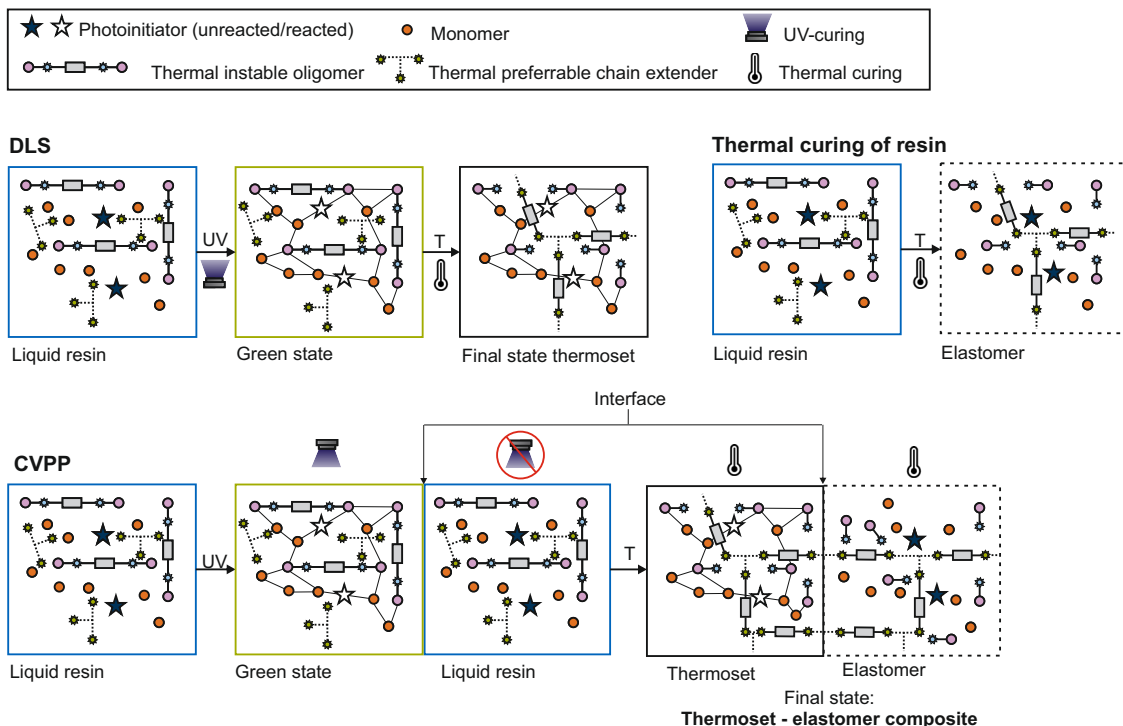 Photoinitiator (unreacted/reacted)
Monomer
UV-curing
Thermal instable oligomer
Thermal preferrable chain extender
Thermal curing
DLS
Thermal curing of resin
UV
T
T
Liquid resin
Green state
Final state thermoset
Liquid resin
Elastomer
Interface
CVPP
UV
T
Liquid resin
Green state
Liquid resin
Thermoset
Elastomer
Final state:
Thermoset - elastomer composite